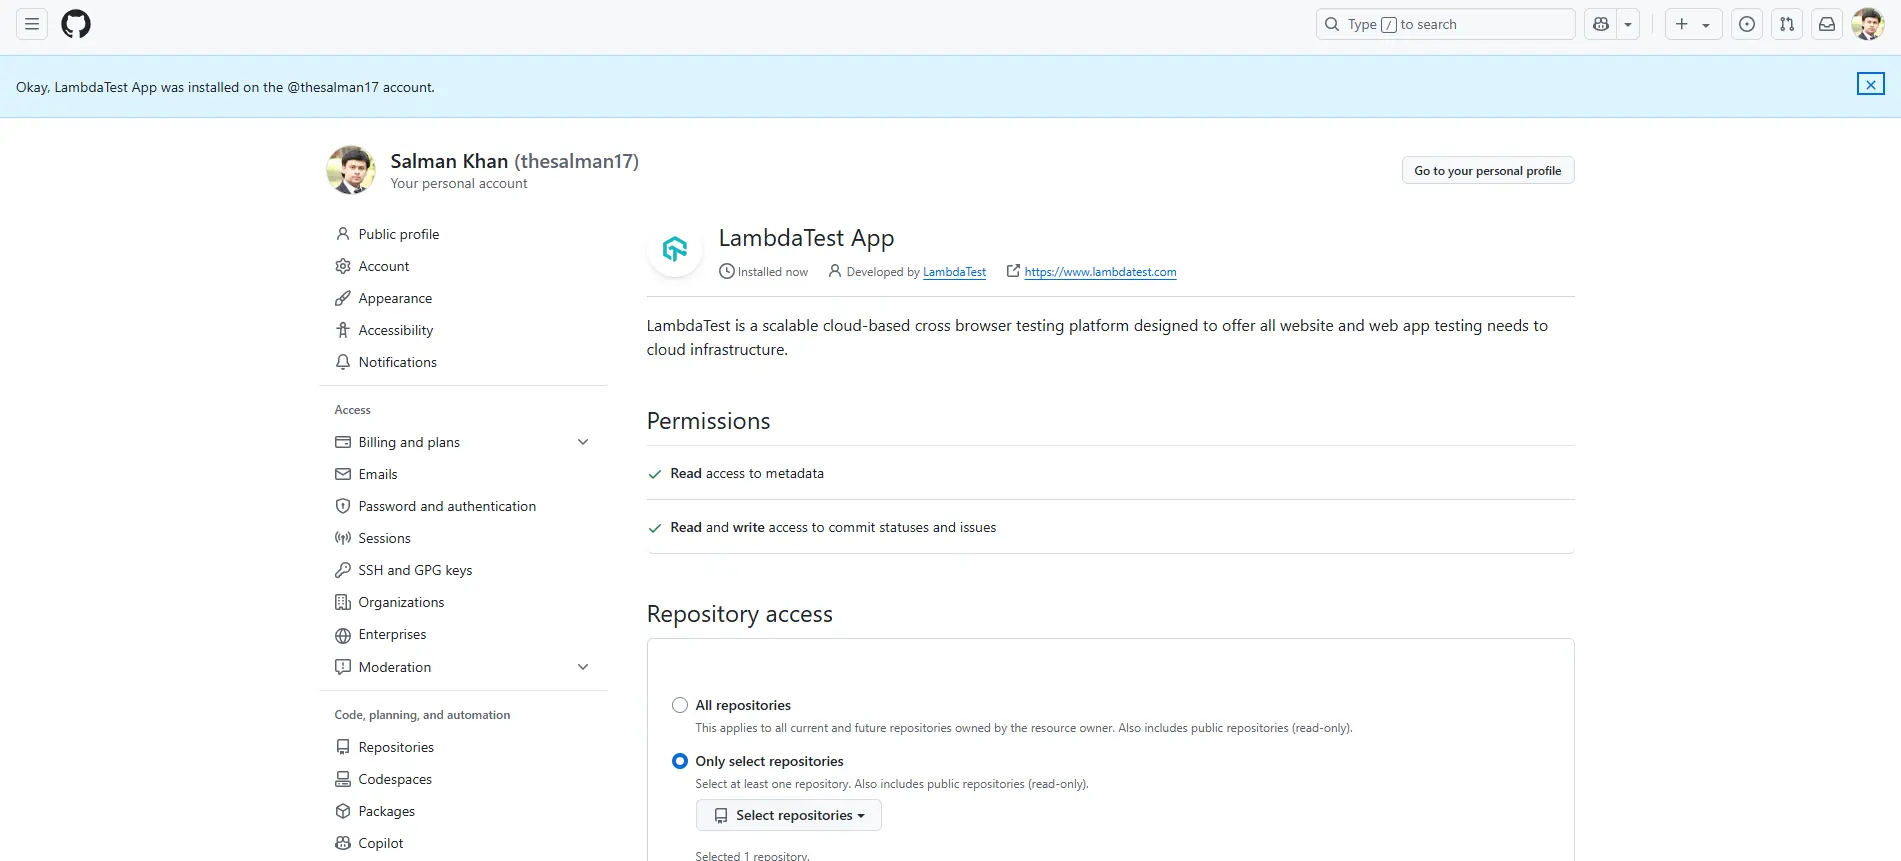 Type / to search
Okay, LambdaTest App was installed on the @thesalman17 account.
Salman Khan (thesalman17)
Your personal account
Go to your personal profile
Public profile
Account
Appearance
Accessibility
Notifications
Access
Billing and plans
Emails
Password and authentication
Sessions
SSH and GPG keys
Organizations
Enterprises
Moderation
Code, planning, and automation
Repositories
Codespaces
Packages
Copilot
LambdaTest App
Installed now Developed by LambdaTest https://www.lambdatest.com
LambdaTest is a scalable cloud-based cross browser testing platform designed to offer all website and web app testing needs to
cloud infrastructure.
Permissions
Read access to metadata
Read and write access to commit statuses and issues
Repository access
All repositories
This applies to all current and future repositories owned by the resource owner. Also includes public repositories (read-only).
Only select repositories
Select at least one repository. Also includes public repositories (read-only).
Select repositories
Selected 1 repository.